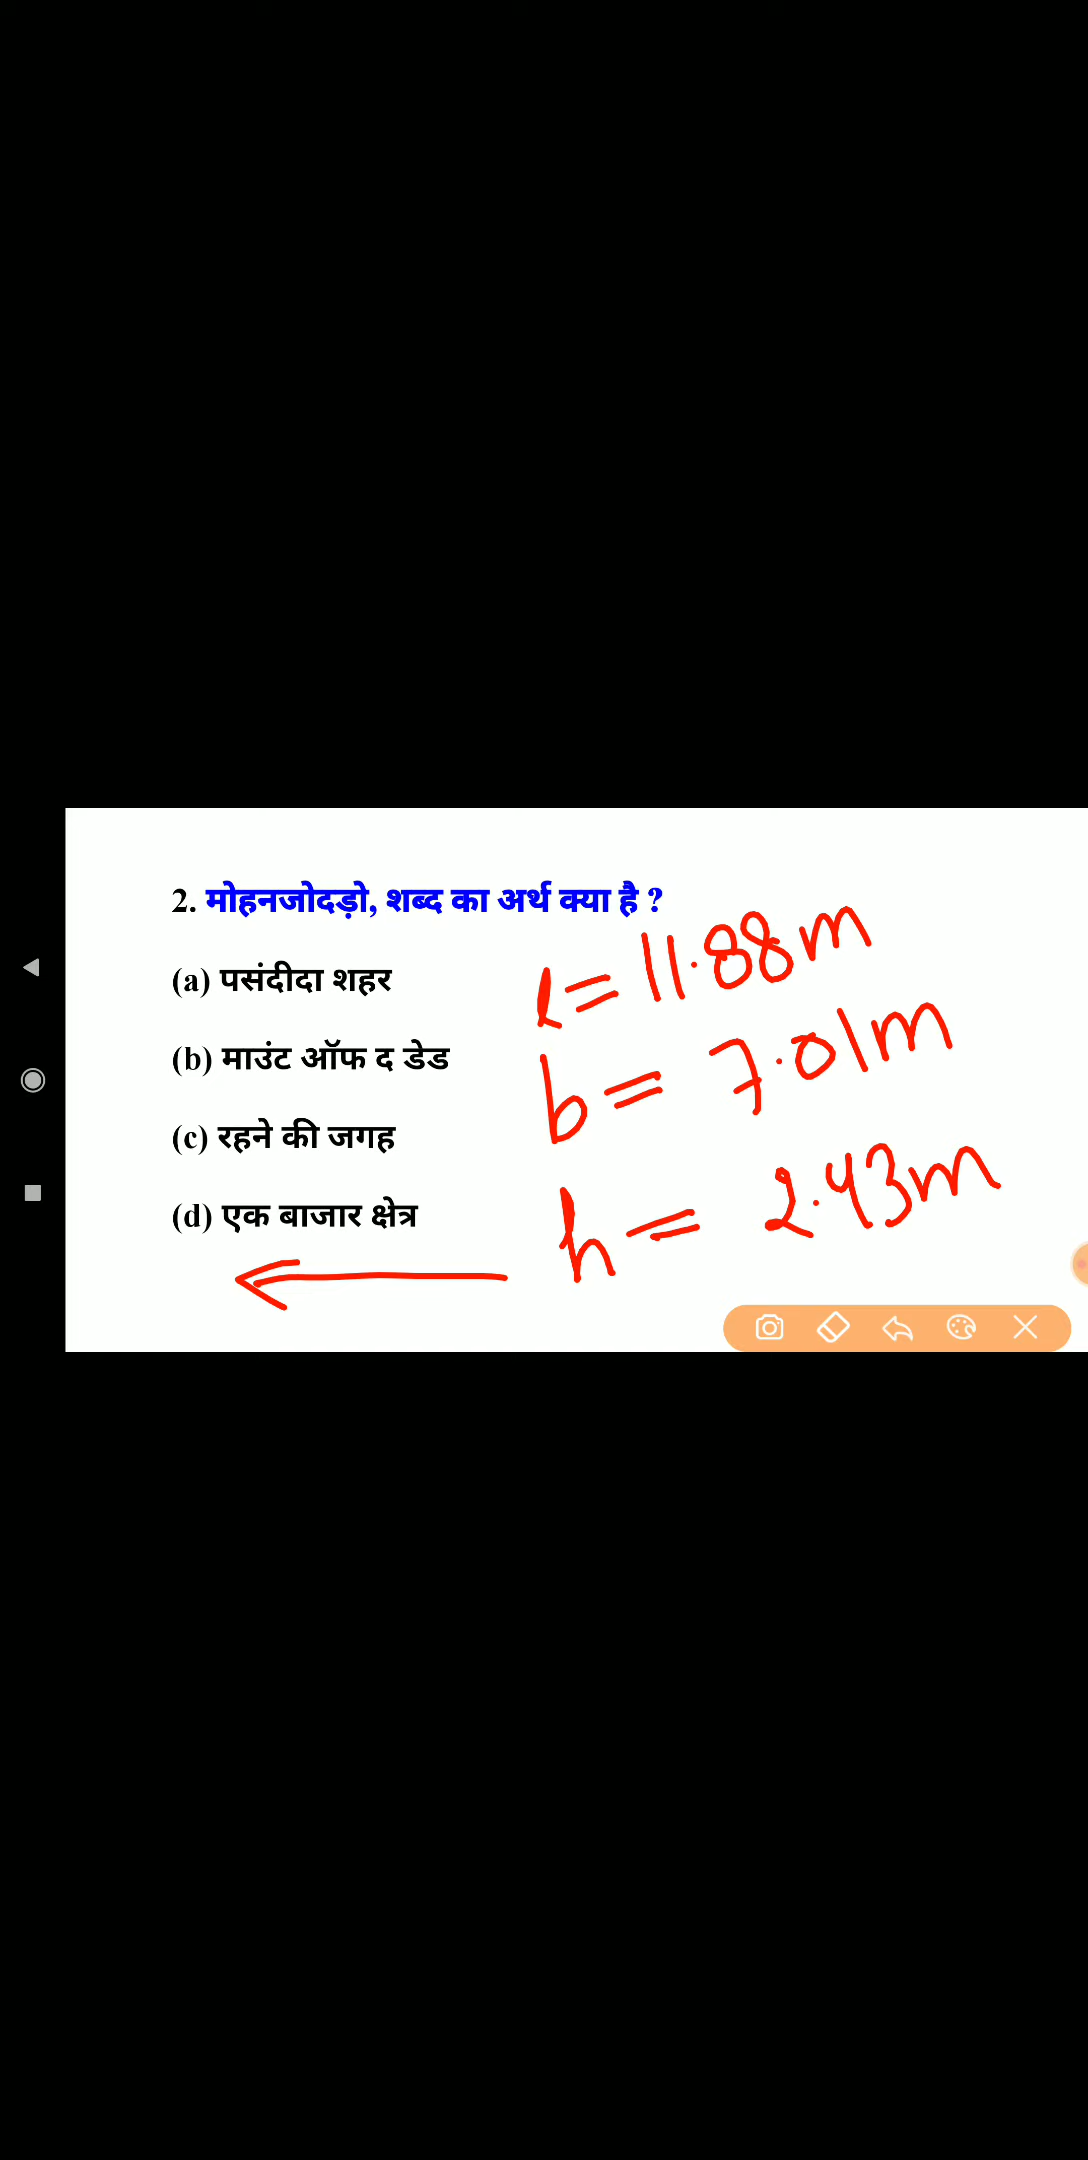 2. मोहनजोदड़ो, शब्द का अर्थ क्या है ?
(a) पसंदीदा शहर
(b) माउंट ऑफ द डेड
(c) रहने की जगह
(d) एक बाजार क्षेत्र
l = 11.88m
b = 7.01m
h = 2.43m